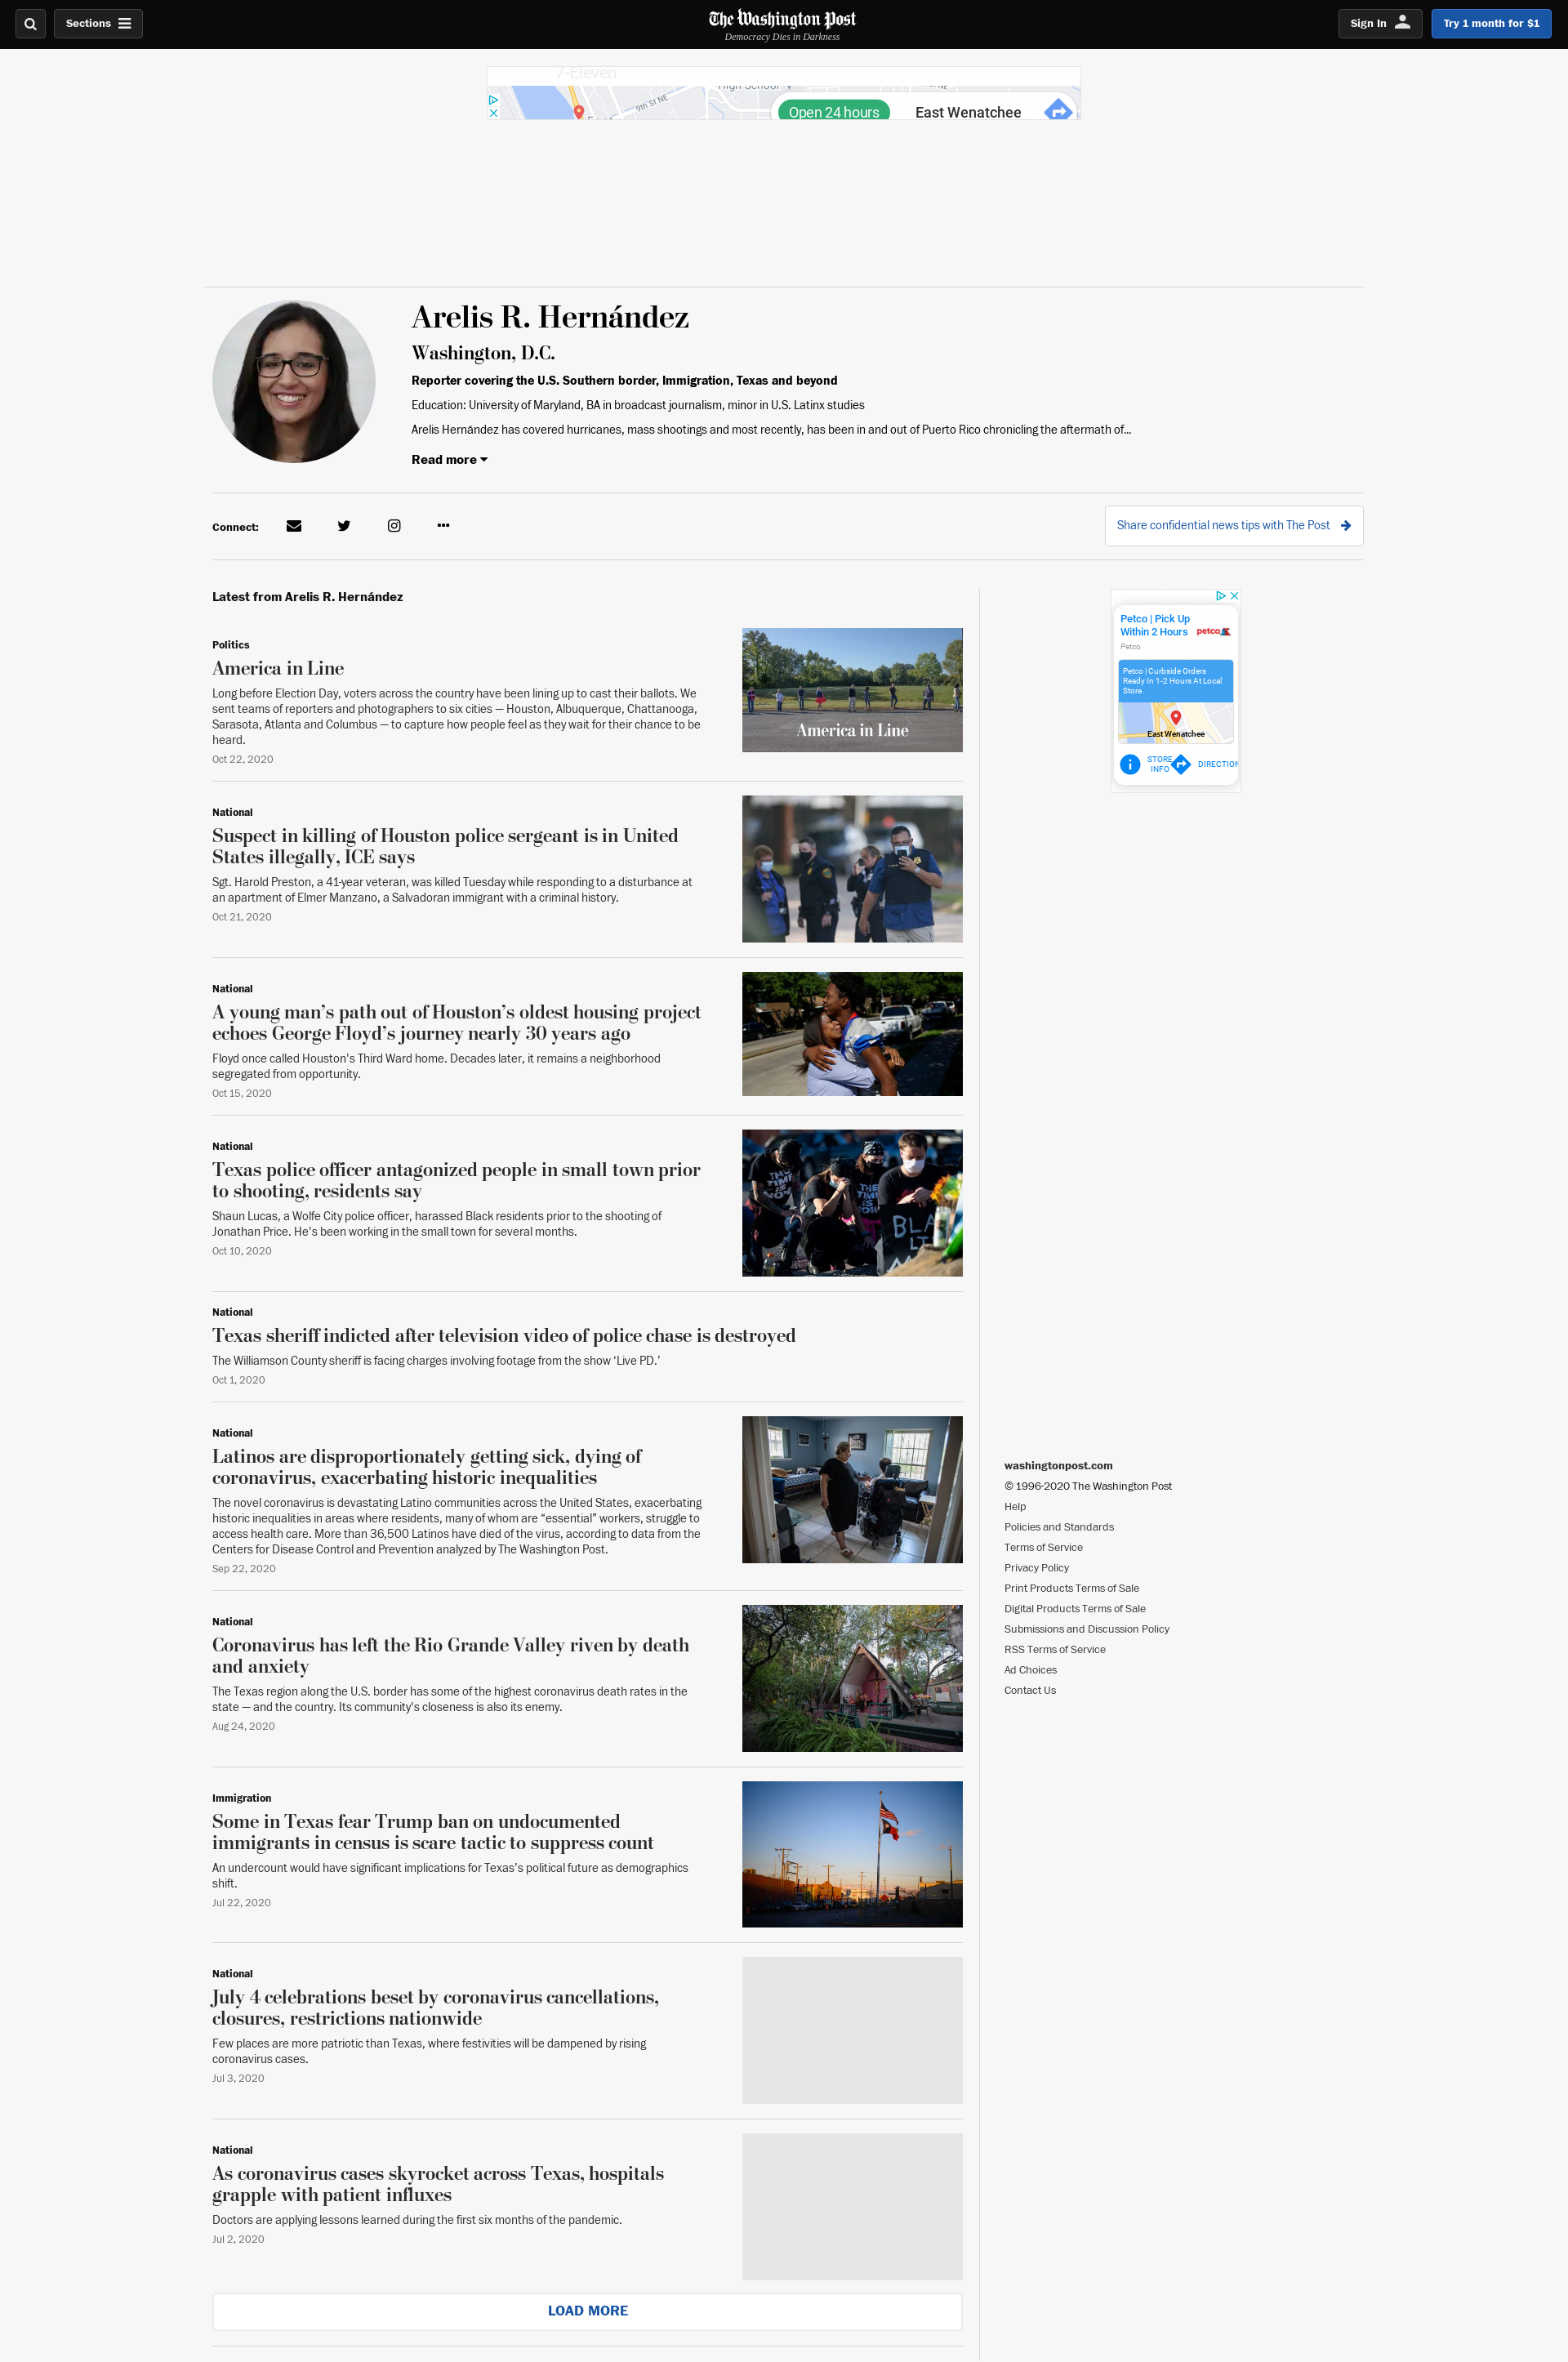 Sections
The Washington Post
Democracy Dies in Darkness
Sign In
Try 1 month for $1
7-Eleven
High School
9th St NE
Open 24 hours
East Wenatchee
Arelis R. Hernández
Washington, D.C.
Reporter covering the U.S. Southern border, Immigration, Texas and beyond
Education: University of Maryland, BA in broadcast journalism, minor in U.S. Latinx studies
Arelis Hernández has covered hurricanes, mass shootings and most recently, has been in and out of Puerto Rico chronicling the aftermath of...
Read more
Connect:
Share confidential news tips with The Post
Latest from Arelis R. Hernández
Politics
America in Line
Long before Election Day, voters across the country have been lining up to cast their ballots. We
sent teams of reporters and photographers to six cities — Houston, Albuquerque, Chattanooga,
Sarasota, Atlanta and Columbus — to capture how people feel as they wait for their chance to be
heard.
Oct 22, 2020
America in Line
National
Suspect in killing of Houston police sergeant is in United
States illegally, ICE says
Sgt. Harold Preston, a 41-year veteran, was killed Tuesday while responding to a disturbance at
an apartment of Elmer Manzano, a Salvadoran immigrant with a criminal history.
Oct 21, 2020
National
A young man’s path out of Houston’s oldest housing project
echoes George Floyd’s journey nearly 30 years ago
Floyd once called Houston's Third Ward home. Decades later, it remains a neighborhood
segregated from opportunity.
Oct 15, 2020
National
Texas police officer antagonized people in small town prior
to shooting, residents say
Shaun Lucas, a Wolfe City police officer, harassed Black residents prior to the shooting of
Jonathan Price. He's been working in the small town for several months.
Oct 10, 2020
THE TIME IS NOW
THE TIME IS NOW
BLA
National
Texas sheriff indicted after television video of police chase is destroyed
The Williamson County sheriff is facing charges involving footage from the show ‘Live PD.’
Oct 1, 2020
National
Latinos are disproportionately getting sick, dying of
coronavirus, exacerbating historic inequalities
The novel coronavirus is devastating Latino communities across the United States, exacerbating
historic inequalities in areas where residents, many of whom are “essential” workers, struggle to
access health care. More than 36,500 Latinos have died of the virus, according to data from the
Centers for Disease Control and Prevention analyzed by The Washington Post.
Sep 22, 2020
National
Coronavirus has left the Rio Grande Valley riven by death
and anxiety
The Texas region along the U.S. border has some of the highest coronavirus death rates in the
state — and the country. Its community's closeness is also its enemy.
Aug 24, 2020
Immigration
Some in Texas fear Trump ban on undocumented
immigrants in census is scare tactic to suppress count
An undercount would have significant implications for Texas’s political future as demographics
shift.
Jul 22, 2020
National
July 4 celebrations beset by coronavirus cancellations,
closures, restrictions nationwide
Few places are more patriotic than Texas, where festivities will be dampened by rising
coronavirus cases.
Jul 3, 2020
National
As coronavirus cases skyrocket across Texas, hospitals
grapple with patient influxes
Doctors are applying lessons learned during the first six months of the pandemic.
Jul 2, 2020
LOAD MORE
Petco | Pick Up
Within 2 Hours
petco
Petco
Petco | Curbside Orders
Ready In 1-2 Hours At Local
Store.
East Wenatchee
STORE
INFO
DIRECTION
washingtonpost.com
© 1996-2020 The Washington Post
Help
Policies and Standards
Terms of Service
Privacy Policy
Print Products Terms of Sale
Digital Products Terms of Sale
Submissions and Discussion Policy
RSS Terms of Service
Ad Choices
Contact Us